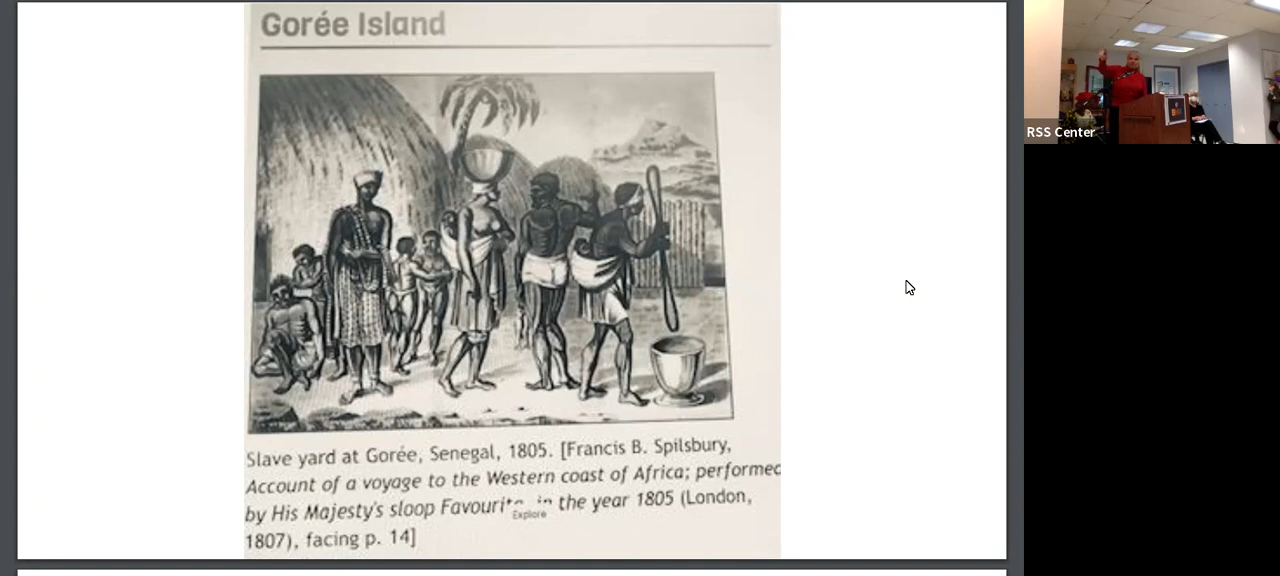 Gorée Island
Slave yard at Gorée, Senegal, 1805. [Francis B. Spilsbury,
Account of a voyage to the Western coast of Africa; performed
by His Majesty's sloop in the year 1805 (London,
Explore
1807), facing p. 14]
RSS Center